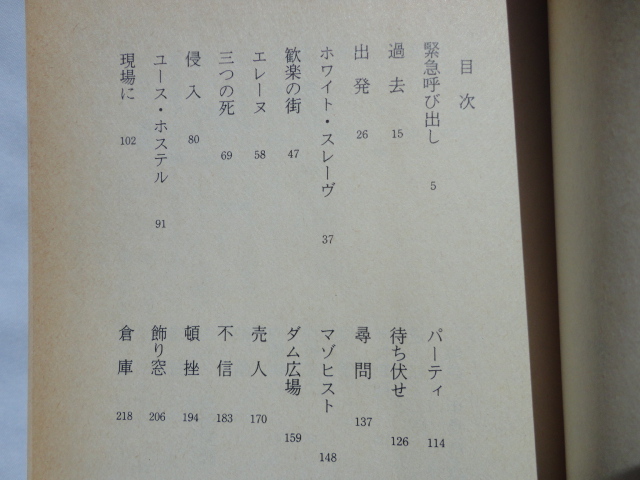 目次
緊急呼び出し 5
過去 15
出発 26
ホワイト・スレーヴ 37
歓楽の街 47
エレーヌ 58
三つの死 69
侵入 80
ユース・ホステル 91
現場に 102
パーティ 114
待ち伏せ 126
尋問 137
マゾヒスト 148
ダム広場 159
売人 170
不信 183
頓挫 194
飾り窓 206
倉庫 218